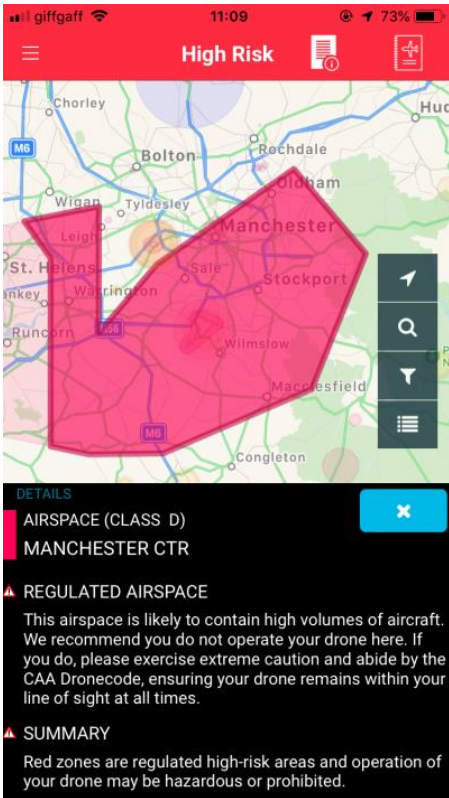 giffgaff 11:09 73%
High Risk
Chorley
Hud
M6
Bolton
Rochdale
Wigan
Tyldesley
Oldham
Leigh
Manchester
St. Helens
Sale
Stockport
ankey
Warrington
Runcorn
M56
Wilmslow
Macclesfield
M6
Congleton
DETAILS
AIRSPACE (CLASS D)
MANCHESTER CTR
REGULATED AIRSPACE
This airspace is likely to contain high volumes of aircraft.
We recommend you do not operate your drone here. If
you do, please exercise extreme caution and abide by the
CAA Dronecode, ensuring your drone remains within your
line of sight at all times.
SUMMARY
Red zones are regulated high-risk areas and operation of
your drone may be hazardous or prohibited.